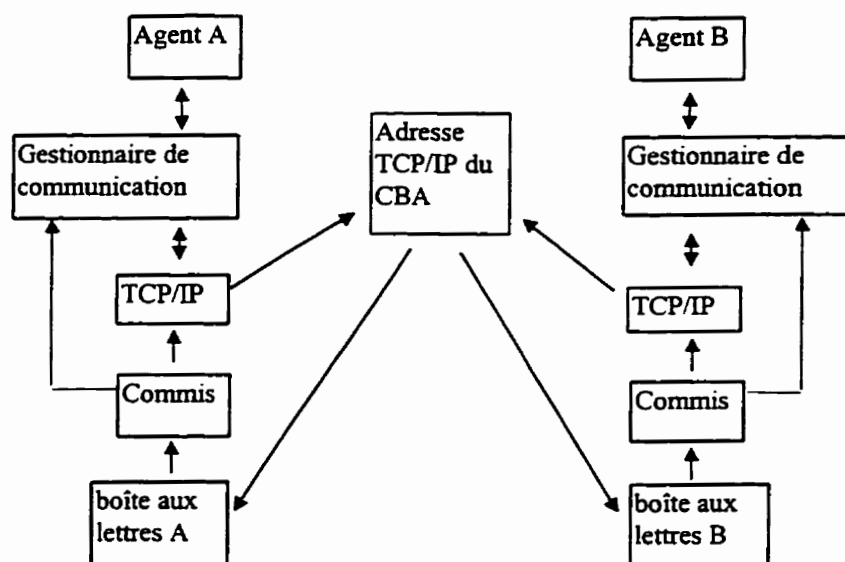 Agent A
Agent B
Gestionnaire de
communication
Adresse
TCP/IP du
CBA
Gestionnaire de
communication
TCP/IP
TCP/IP
Commis
Commis
boîte aux
lettres A
boîte aux
lettres B